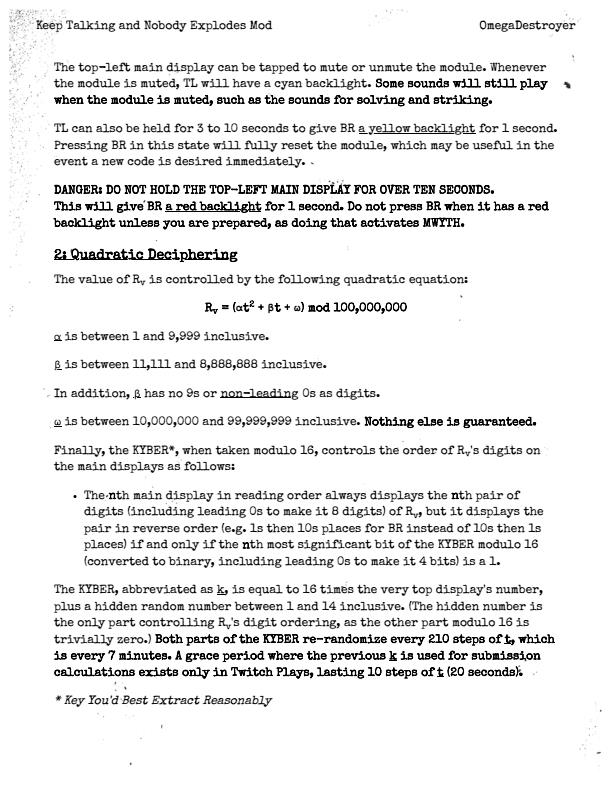 Keep Talking and Nobody Explodes Mod OmegaDestroyer
The top-left main display can be tapped to mute or unmute the module. Whenever
the module is muted, TL will have a cyan backlight. Some sounds will still play
when the module is muted, such as the sounds for solving and striking.
TL can also be held for 3 to 10 seconds to give BR a yellow backlight for 1 second.
Pressing BR in this state will fully reset the module, which may be useful in the
event a new code is desired immediately.
DANGER: DO NOT HOLD THE TOP-LEFT MAIN DISPLAY FOR OVER TEN SECONDS.
This will give BR a red backlight for 1 second. Do not press BR when it has a red
backlight unless you are prepared, as doing that activates MWYTH.
2: Quadratic Deciphering
The value of Rᵥ is controlled by the following quadratic equation:
Rᵥ = (αt² + βt + ω) mod 100,000,000
α is between 1 and 9,999 inclusive.
β is between 11,111 and 8,888,888 inclusive.
In addition, β has no 9s or non-leading 0s as digits.
ω is between 10,000,000 and 99,999,999 inclusive. Nothing else is guaranteed.
Finally, the KYBER*, when taken modulo 16, controls the order of Rᵥ's digits on
the main displays as follows:
• The nth main display in reading order always displays the nth pair of
digits (including leading 0s to make it 8 digits) of Rᵥ, but it displays the
pair in reverse order (e.g. 1s then 10s places for BR instead of 10s then 1s
places) if and only if the nth most significant bit of the KYBER modulo 16
(converted to binary, including leading 0s to make it 4 bits) is a 1.
The KYBER, abbreviated as k, is equal to 16 times the very top display's number,
plus a hidden random number between 1 and 14 inclusive. (The hidden number is
the only part controlling Rᵥ's digit ordering, as the other part modulo 16 is
trivially zero.) Both parts of the KYBER re-randomize every 210 steps of t, which
is every 7 minutes. A grace period where the previous k is used for submission
calculations exists only in Twitch Plays, lasting 10 steps of t (20 seconds).
* Key You'd Best Extract Reasonably